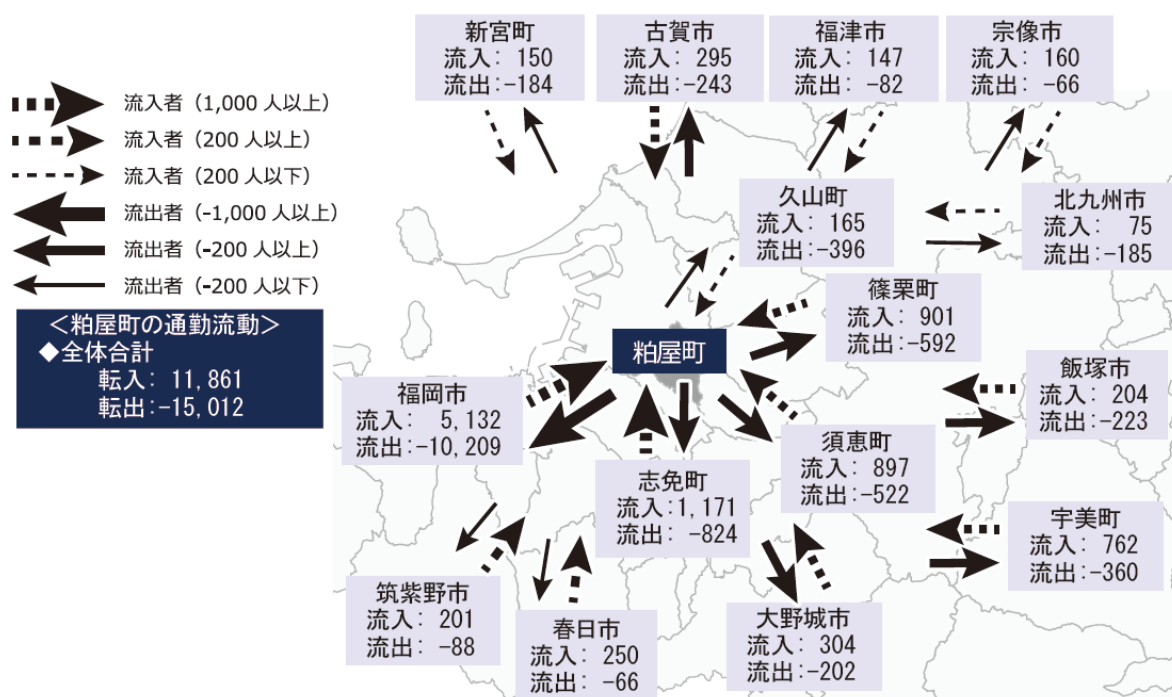 新宮町
流入: 150
流出:-184
古賀市
流入: 295
流出:-243
福津市
流入: 147
流出: -82
宗像市
流入: 160
流出: -66
流入者（1,000 人以上）
流入者（200 人以上）
流入者（200 人以下）
流出者（-1,000 人以上）
流出者（-200 人以上）
流出者（-200 人以下）
＜粕屋町の通勤流動＞
◆全体合計
転入: 11,861
転出:-15,012
久山町
流入: 165
流出:-396
北九州市
流入: 75
流出:-185
篠栗町
流入: 901
流出:-592
粕屋町
飯塚市
流入: 204
流出:-223
福岡市
流入: 5,132
流出:-10,209
須恵町
流入: 897
流出:-522
志免町
流入:1,171
流出: -824
宇美町
流入: 762
流出:-360
筑紫野市
流入: 201
流出: -88
春日市
流入: 250
流出: -66
大野城市
流入: 304
流出:-202